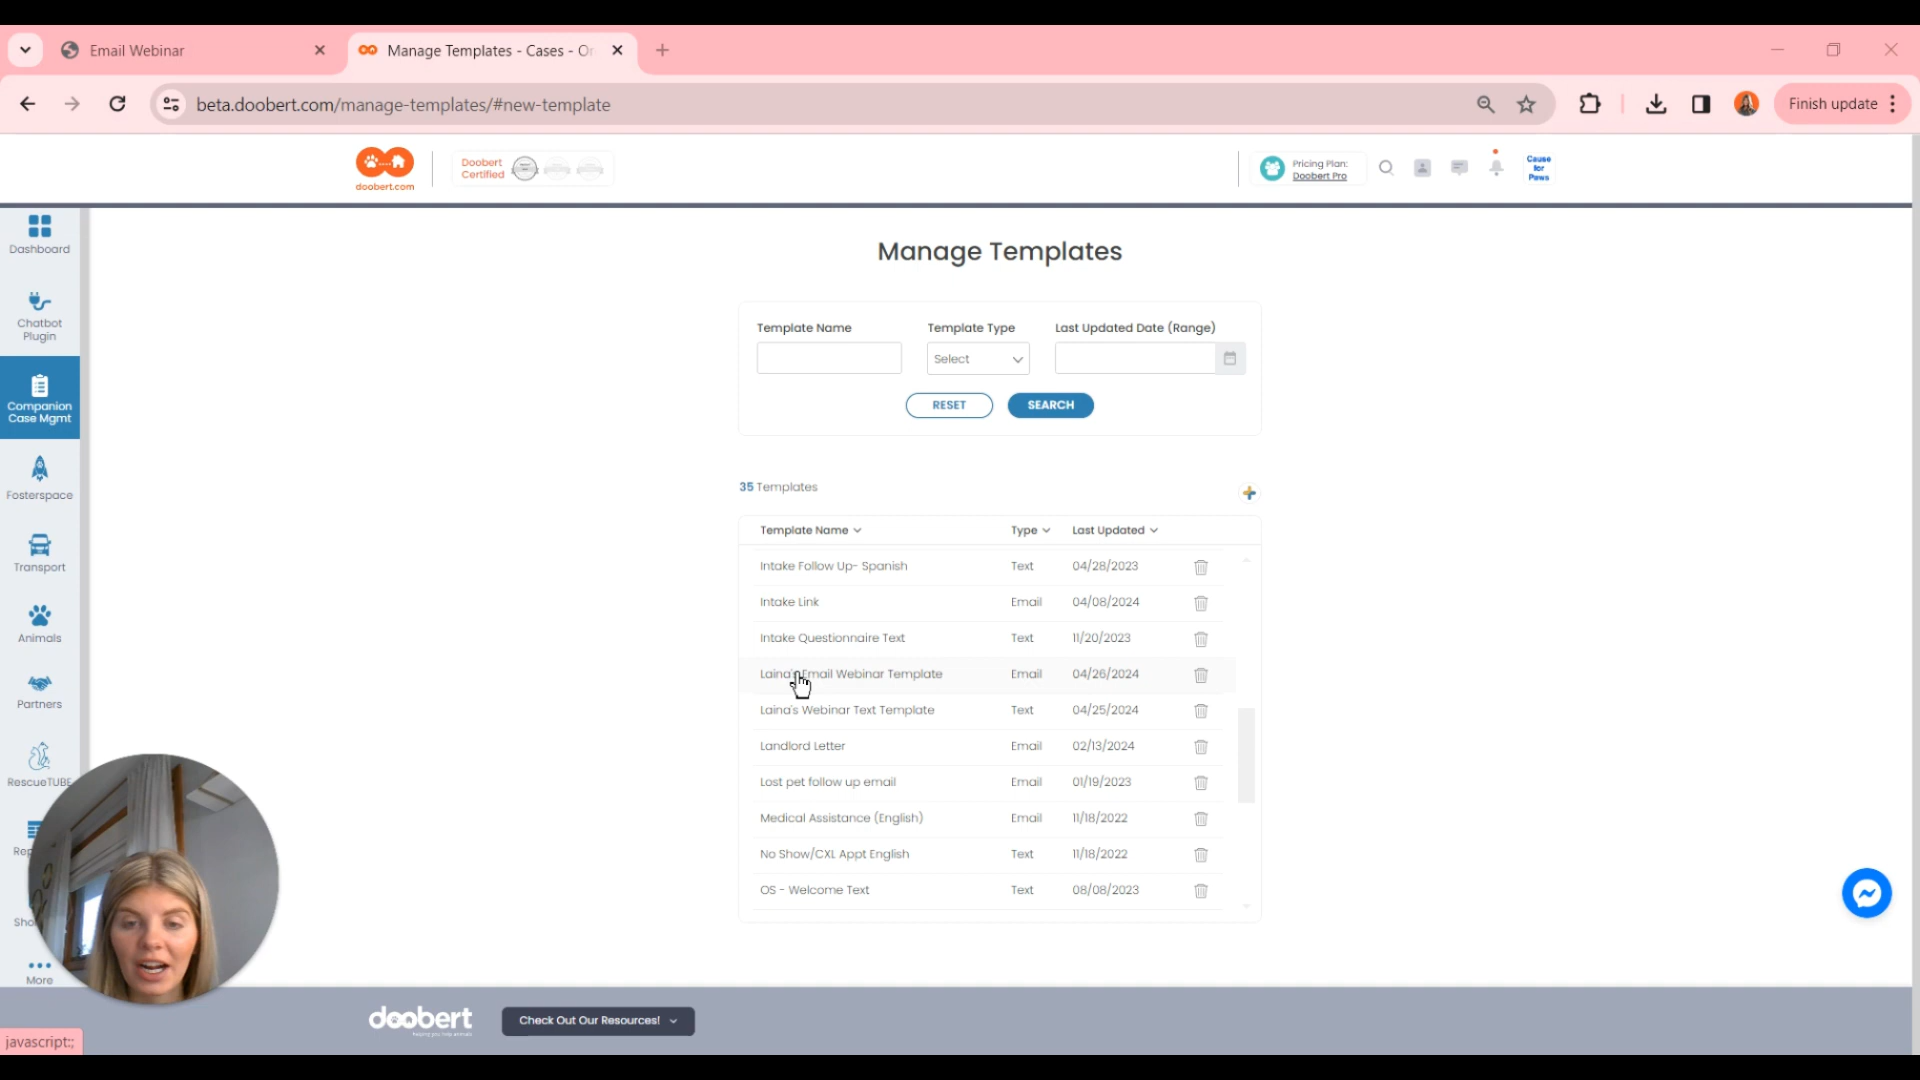 Email Webinar
Manage Templates - Cases - Or
beta.doobert.com/manage-templates/#new-template
Finish update
doobert.com
Doobert
Certified
Pricing Plan:
Doobert Pro
Cause
for
Paws
Dashboard
Chatbot
Plugin
Companion
Case Mgmt
Fosterspace
Transport
Animals
Partners
RescueTUBE
Rep
Sho
More
Manage Templates
Template Name
Template Type
Last Updated Date (Range)
Select
RESET
SEARCH
35 Templates
Template Name Type Last Updated
Intake Follow Up- Spanish Text 04/28/2023
Intake Link Email 04/08/2024
Intake Questionnaire Text Text 11/20/2023
Laina's Email Webinar Template Email 04/26/2024
Laina's Webinar Text Template Text 04/25/2024
Landlord Letter Email 02/13/2024
Lost pet follow up email Email 01/19/2023
Medical Assistance (English) Email 11/18/2022
No Show/CXL Appt English Text 11/18/2022
OS - Welcome Text Text 08/08/2023
doobert
Check Out Our Resources!
javascript:;